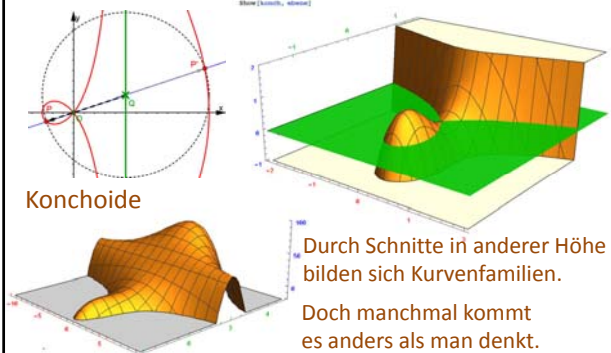 Show[konch, ebene]
y
P'
P
Q
O
x
Konchoide
Durch Schnitte in anderer Höhe
bilden sich Kurvenfamilien.
Doch manchmal kommt
es anders als man denkt.